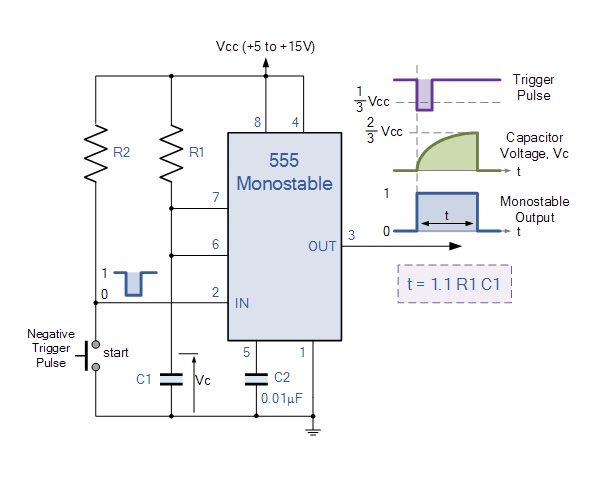 Vcc (+5 to +15V)
8
4
R2
R1
555
Monostable
7
6
2
IN
OUT
3
5
1
1
0
Negative
Trigger
Pulse
start
C1
Vc
C2
0.01μF
Trigger
Pulse
1/3 Vcc
2/3 Vcc
Capacitor
Voltage, Vc
t
1
0
t
Monostable
Output
t
t = 1.1 R1 C1